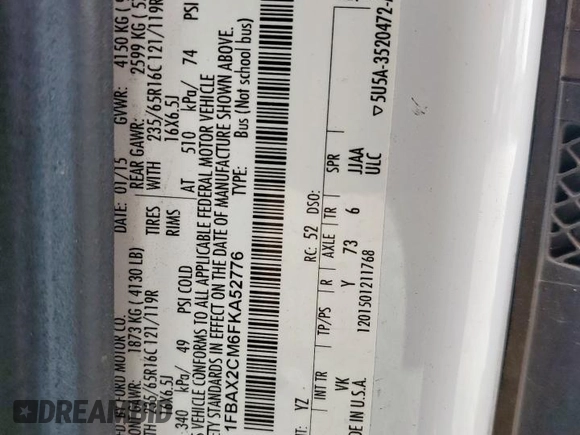 MOTOR CO. DATE: 01/15 GVWR: 4150 KG
1873 KG (4130 LB) REAR GAWR: 2599 KG
235/65R16C 121/119R TIRES WITH 235/65R16C 121/119R
16X6.5J RIMS 16X6.5J
340 kPa/ 49 PSI COLD AT 510 kPa/ 74 PSI
VEHICLE CONFORMS TO ALL APPLICABLE FEDERAL MOTOR VEHICLE
SAFETY STANDARDS IN EFFECT ON THE DATE OF MANUFACTURE SHOWN ABOVE.
1FBAX2CM6FKA52776 TYPE: Bus (Not school bus)
YZ RC: 52 DSO:
INT TR TP/PS R AXLE TR SPR
VK Y 73 6 JJAA
ULC
IN U.S.A. 1201501211768
▽5U5A-3520472-
1DREAMBID